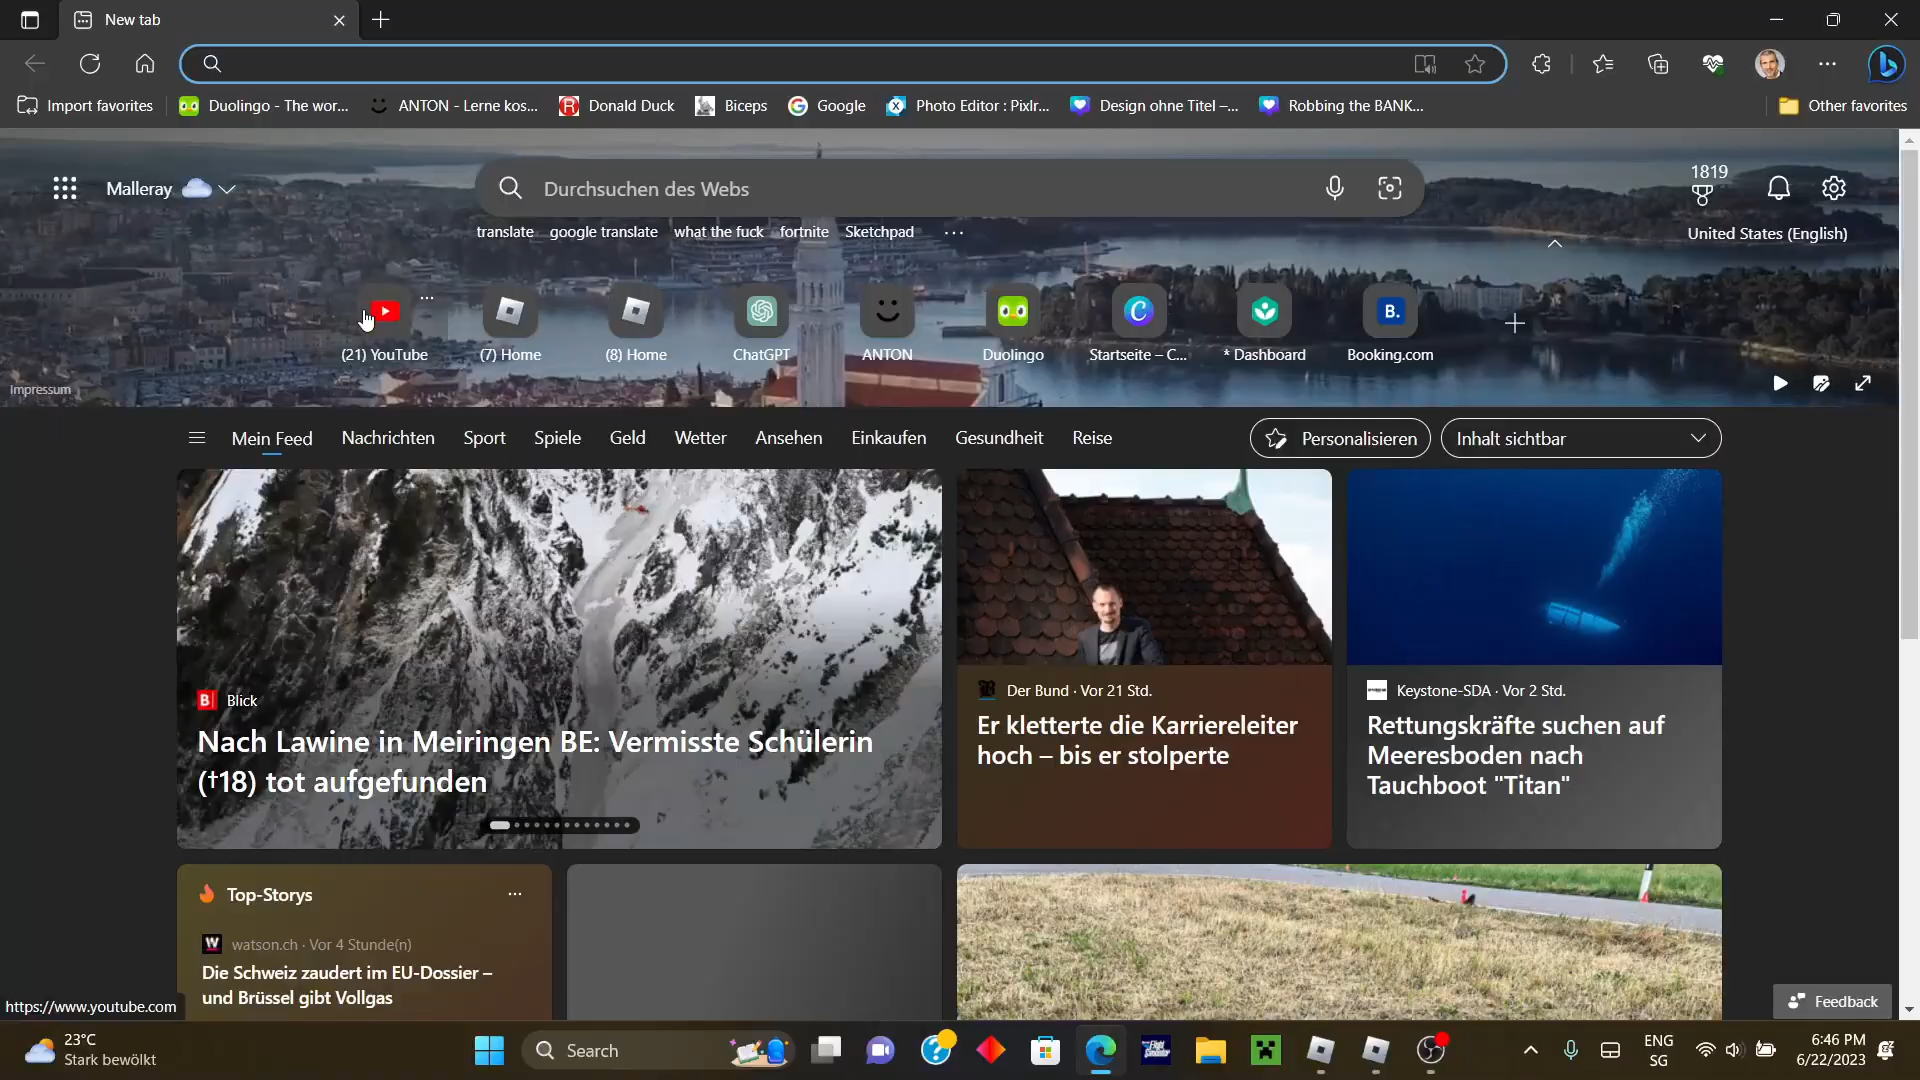 New tab
Import favorites
Duolingo - The wor...
ANTON - Lerne kos...
Donald Duck
Biceps
Google
Photo Editor : Pixlr...
Design ohne Titel –...
Robbing the BANK...
Other favorites
Malleray
Durchsuchen des Webs
1819
translate
google translate
what the fuck
fortnite
Sketchpad
United States (English)
(21) YouTube
(7) Home
(8) Home
ChatGPT
ANTON
Duolingo
Startseite – C...
* Dashboard
B.
Booking.com
Impressum
Mein Feed
Nachrichten
Sport
Spiele
Geld
Wetter
Ansehen
Einkaufen
Gesundheit
Reise
Personalisieren
Inhalt sichtbar
B Blick
Nach Lawine in Meiringen BE: Vermisste Schülerin
(†18) tot aufgefunden
Der Bund · Vor 21 Std.
Er kletterte die Karriereleiter
hoch – bis er stolperte
Keystone-SDA · Vor 2 Std.
Rettungskräfte suchen auf
Meeresboden nach
Tauchboot "Titan"
Top-Storys
W watson.ch · Vor 4 Stunde(n)
Die Schweiz zaudert im EU-Dossier –
und Brüssel gibt Vollgas
https://www.youtube.com
Feedback
23°C
Stark bewölkt
Search
ENG
SG
6:46 PM
6/22/2023